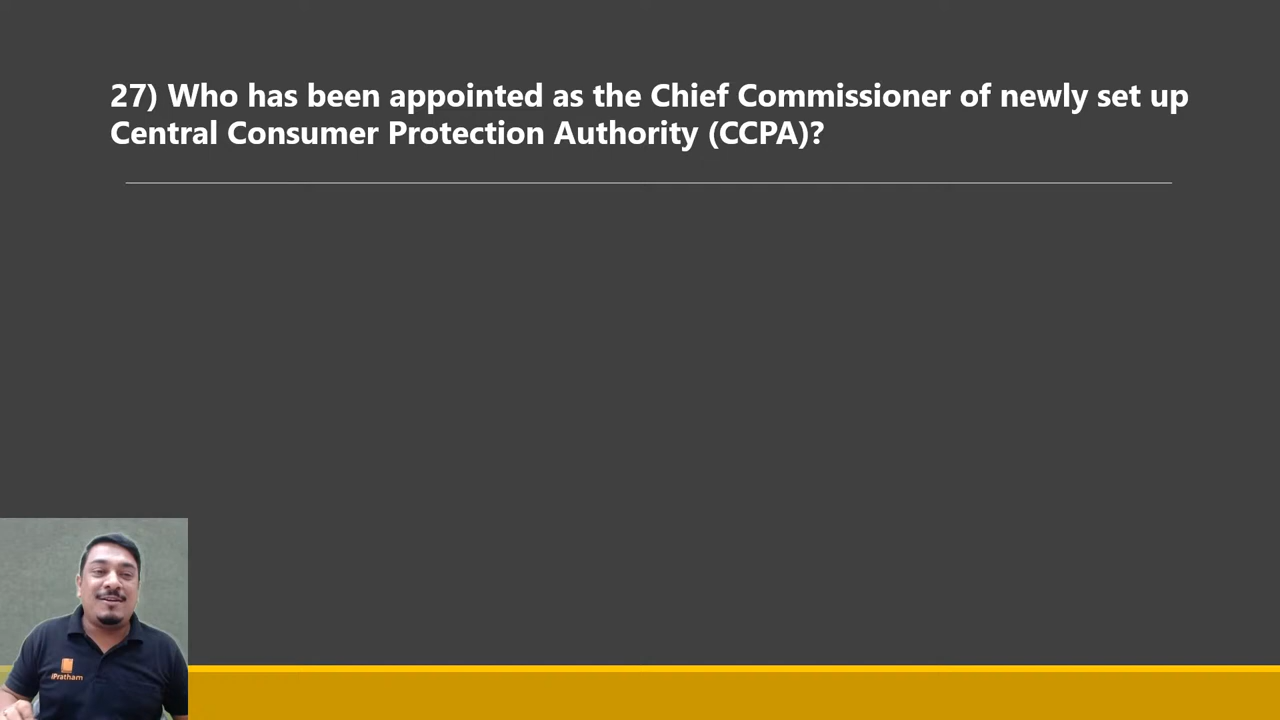 27) Who has been appointed as the Chief Commissioner of newly set up
Central Consumer Protection Authority (CCPA)?
iPratham